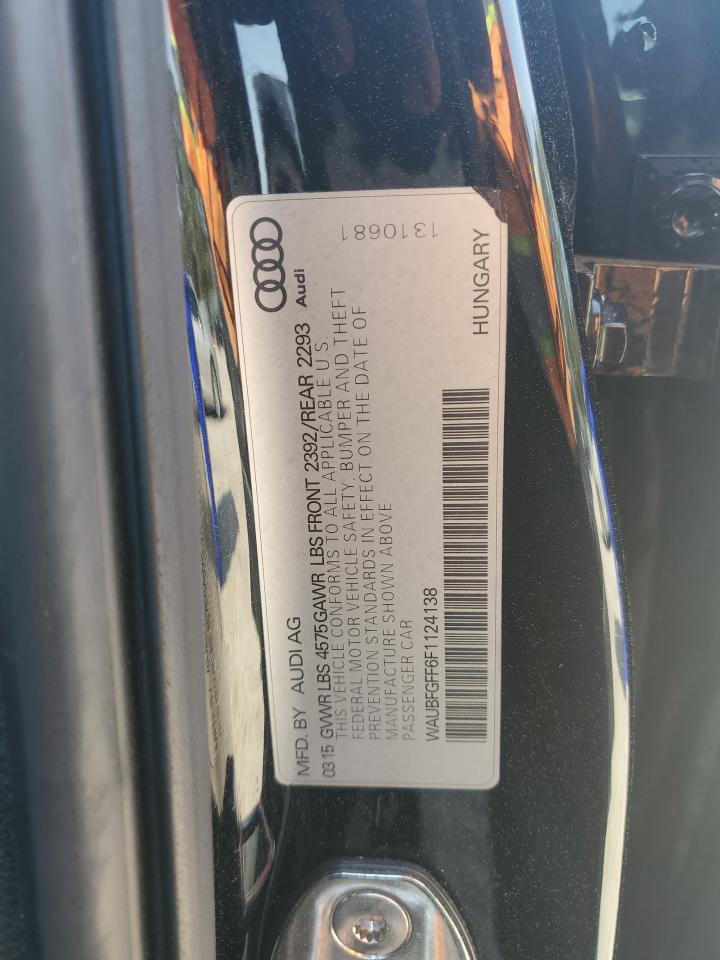 MFD. BY AUDI AG
Audi
03 15 GVWR LBS 4575 GAWR LBS FRONT 2392/REAR 2293
THIS VEHICLE CONFORMS TO ALL APPLICABLE U S.
FEDERAL MOTOR VEHICLE SAFETY, BUMPER AND THEFT
PREVENTION STANDARDS IN EFFECT ON THE DATE OF
MANUFACTURE SHOWN ABOVE
PASSENGER CAR
1310681
WAUBFGFF6F1124138
HUNGARY